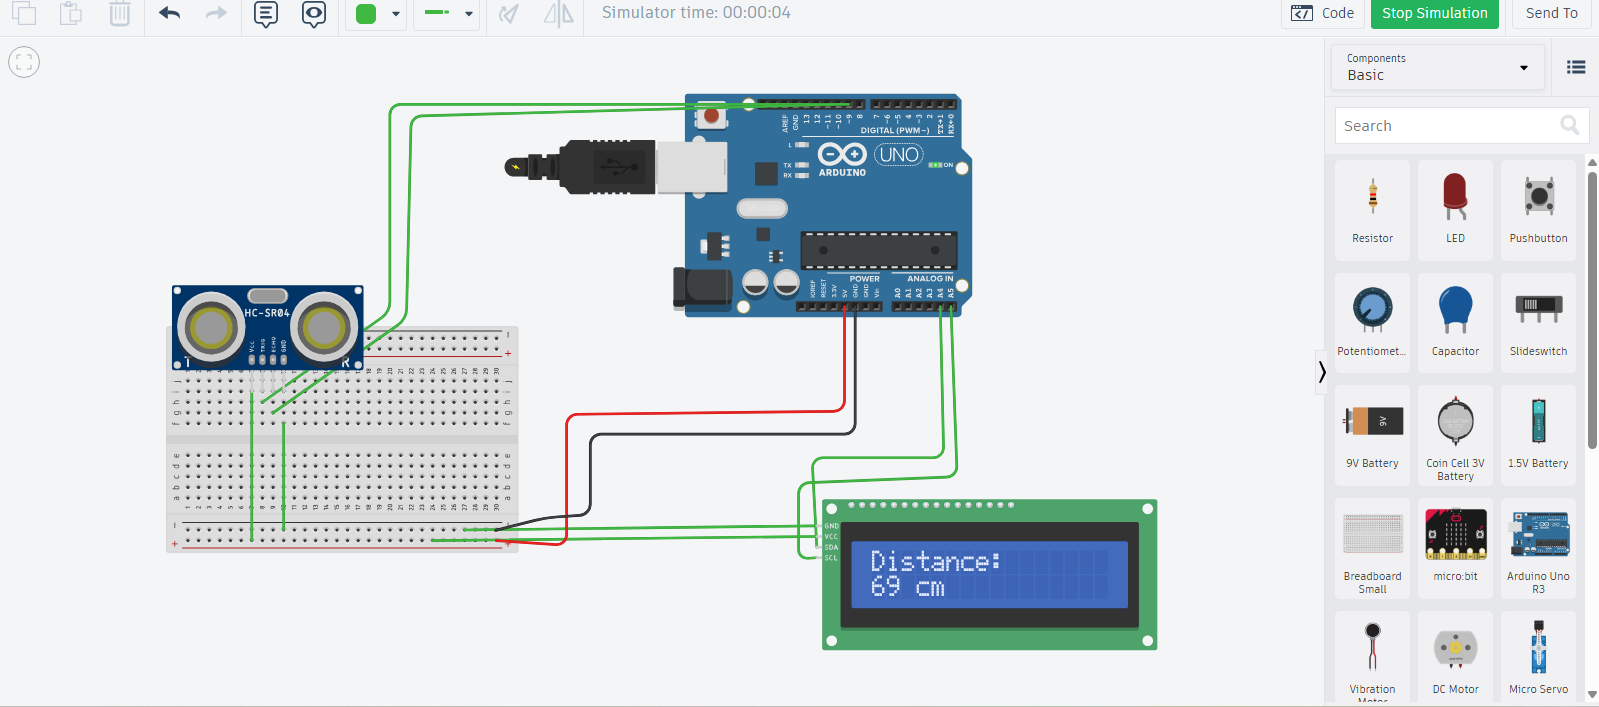 Simulator time: 00:00:04
Code
Stop Simulation
Send To
Components
Basic
Search
Resistor
LED
Pushbutton
Potentiomet...
Capacitor
Slideswitch
9V
9V Battery
Coin Cell 3V
Battery
1.5V Battery
Breadboard
Small
micro:bit
Arduino Uno
R3
Vibration
Motor
DC Motor
Micro Servo
AREF
GND
13
12
~11
~10
~9
8
7
~6
~5
4
~3
2
TX→1
RX←0
DIGITAL (PWM~)
L
TX
RX
UNO
ARDUINO
ON
POWER
ANALOG IN
IOREF
RESET
3.3V
5V
GND
GND
Vin
A0
A1
A2
A3
A4
A5
HC-SR04
Vcc
TRIG
ECHO
GND
T
R
GND
VCC
SDA
SCL
Distance:
69 cm